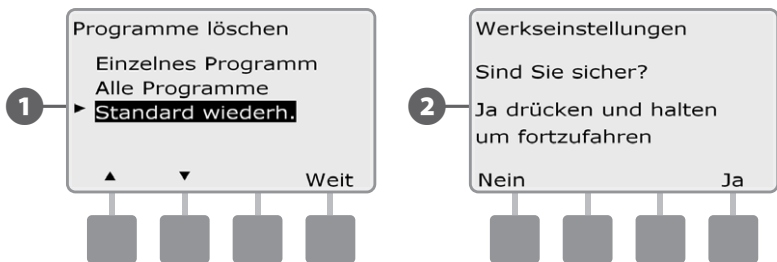 Programme löschen
Einzelnes Programm
Alle Programme
► Standard wiederh.
▲ ▼ Weit
1
Werkseinstellungen
Sind Sie sicher?
Ja drücken und halten
um fortzufahren
Nein Ja
2